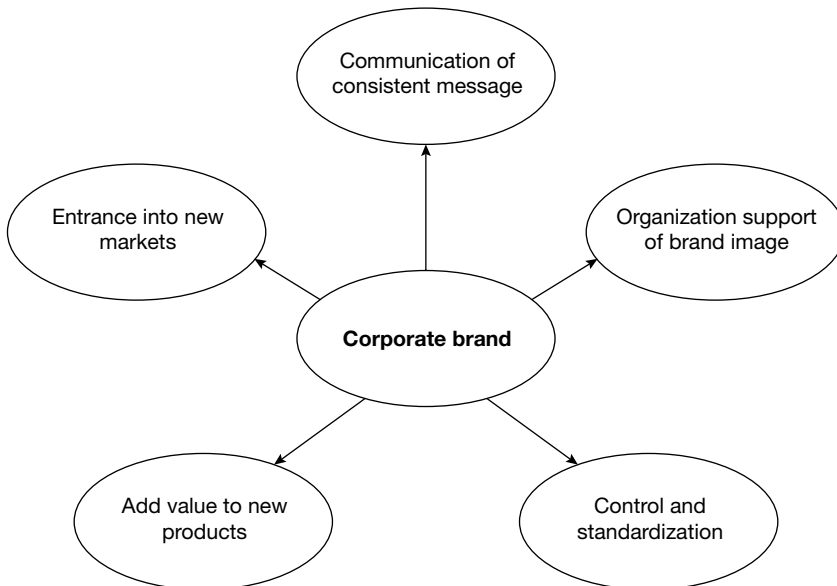 Communication of
consistent message
Entrance into new
markets
Organization support
of brand image
Corporate brand
Add value to new
products
Control and
standardization